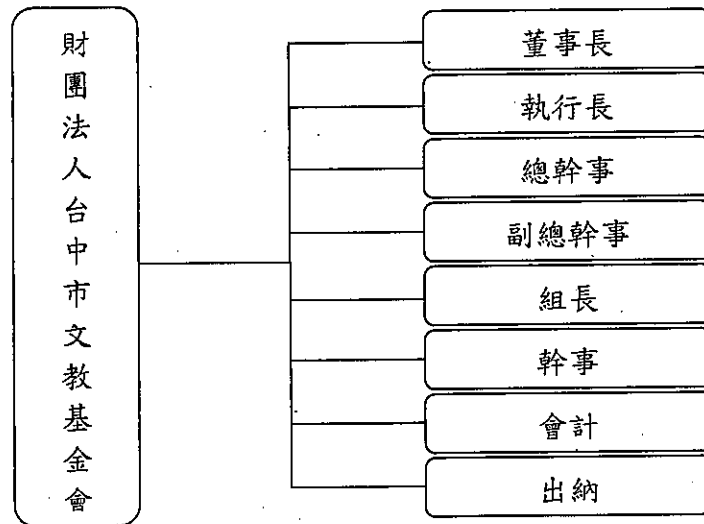 財團法人台中市文教基金會
董事長
執行長
總幹事
副總幹事
組長
幹事
會計
出納